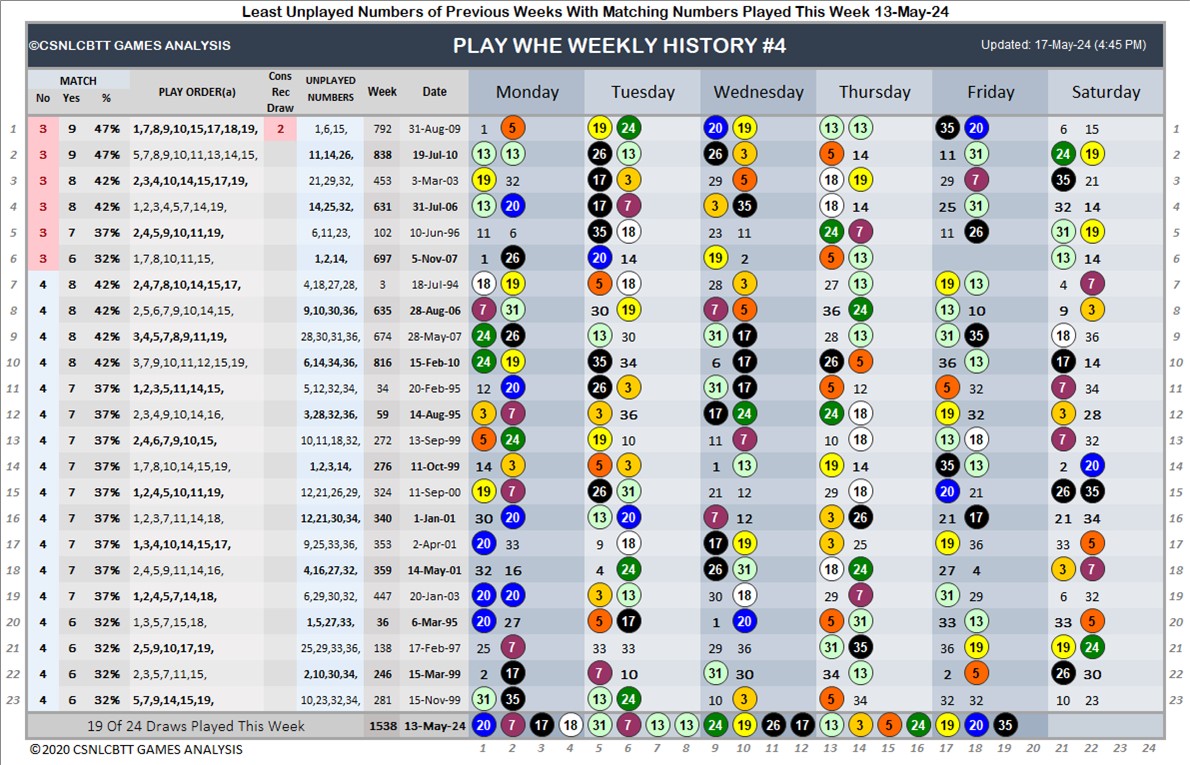 Least Unplayed Numbers of Previous Weeks With Matching Numbers Played This Week 13-May-24
©CSNLCBTT GAMES ANALYSIS PLAY WHE WEEKLY HISTORY #4 Updated: 17-May-24 (4:45 PM)
MATCH Cons UNPLAYED
No Yes % PLAY ORDER(a) Rec Draw NUMBERS Week Date Monday Tuesday Wednesday Thursday Friday Saturday
1 3 9 47% 1,7,8,9,10,15,17,18,19, 2 1,6,15, 792 31-Aug-09 1 5 19 24 20 19 13 13 35 20 6 15 1
2 3 9 47% 5,7,8,9,10,11,13,14,15, 11,14,26, 838 19-Jul-10 13 13 26 13 26 3 5 14 11 31 24 19 2
3 3 8 42% 2,3,4,10,14,15,17,19, 21,29,32, 453 3-Mar-03 19 32 17 3 29 5 18 19 29 7 35 21 3
4 3 8 42% 1,2,3,4,5,7,14,19, 14,25,32, 631 31-Jul-06 13 20 17 7 3 35 18 14 25 31 32 14 4
5 3 7 37% 2,4,5,9,10,11,19, 6,11,23, 102 10-Jun-96 11 6 35 18 23 11 24 7 11 26 31 19 5
6 3 6 32% 1,7,8,10,11,15, 1,2,14, 697 5-Nov-07 1 26 20 14 19 2 5 13 13 14 6
7 4 8 42% 2,4,7,8,10,14,15,17, 4,18,27,28, 3 18-Jul-94 18 19 5 18 28 3 27 13 19 13 4 7 7
8 4 8 42% 2,5,6,7,9,10,14,15, 9,10,30,36, 635 28-Aug-06 7 31 30 19 7 5 36 24 13 10 9 3 8
9 4 8 42% 3,4,5,7,8,9,11,19, 28,30,31,36, 674 28-May-07 24 26 13 30 31 17 28 13 31 35 18 36 9
10 4 8 42% 3,7,9,10,11,12,15,19, 6,14,34,36, 816 15-Feb-10 24 19 35 34 6 17 26 5 36 13 17 14 10
11 4 7 37% 1,2,3,5,11,14,15, 5,12,32,34, 34 20-Feb-95 12 20 26 3 31 17 5 12 5 32 7 34 11
12 4 7 37% 2,3,4,9,10,14,16, 3,28,32,36, 59 14-Aug-95 3 7 3 36 17 24 24 18 19 32 3 28 12
13 4 7 37% 2,4,6,7,9,10,15, 10,11,18,32, 272 13-Sep-99 5 24 19 10 11 7 10 18 13 18 7 32 13
14 4 7 37% 1,7,8,10,14,15,19, 1,2,3,14, 276 11-Oct-99 14 3 5 3 1 13 19 14 35 13 2 20 14
15 4 7 37% 1,2,4,5,10,11,19, 12,21,26,29, 324 11-Sep-00 19 7 26 31 21 12 29 18 20 21 26 35 15
16 4 7 37% 1,2,3,7,11,14,18, 12,21,30,34, 340 1-Jan-01 30 20 13 20 7 12 3 26 21 17 21 34 16
17 4 7 37% 1,3,4,10,14,15,17, 9,25,33,36, 353 2-Apr-01 20 33 9 18 17 19 3 25 19 36 33 5 17
18 4 7 37% 2,4,5,9,11,14,16, 4,16,27,32, 359 14-May-01 32 16 4 24 26 31 18 24 27 4 3 7 18
19 4 7 37% 1,2,4,5,7,14,18, 6,29,30,32, 447 20-Jan-03 20 20 3 13 30 18 29 7 31 29 6 32 19
20 4 6 32% 1,3,5,7,15,18, 1,5,27,33, 36 6-Mar-95 20 27 5 17 1 20 5 31 33 13 33 5 20
21 4 6 32% 2,5,9,10,17,19, 25,29,33,36, 138 17-Feb-97 25 7 33 33 29 36 31 35 36 19 19 24 21
22 4 6 32% 2,3,5,7,11,15, 2,10,30,34, 246 15-Mar-99 2 17 7 10 31 30 34 13 2 5 26 30 22
23 4 6 32% 5,7,9,14,15,19, 10,23,32,34, 281 15-Nov-99 31 35 13 24 10 3 5 34 32 32 10 23 23
19 Of 24 Draws Played This Week 1538 13-May-24 20 7 17 18 31 7 13 13 24 19 26 17 13 3 5 24 19 20 35
© 2020 CSNLCBTT GAMES ANALYSIS 1 2 3 4 5 6 7 8 9 10 11 12 13 14 15 16 17 18 19 20 21 22 23 24